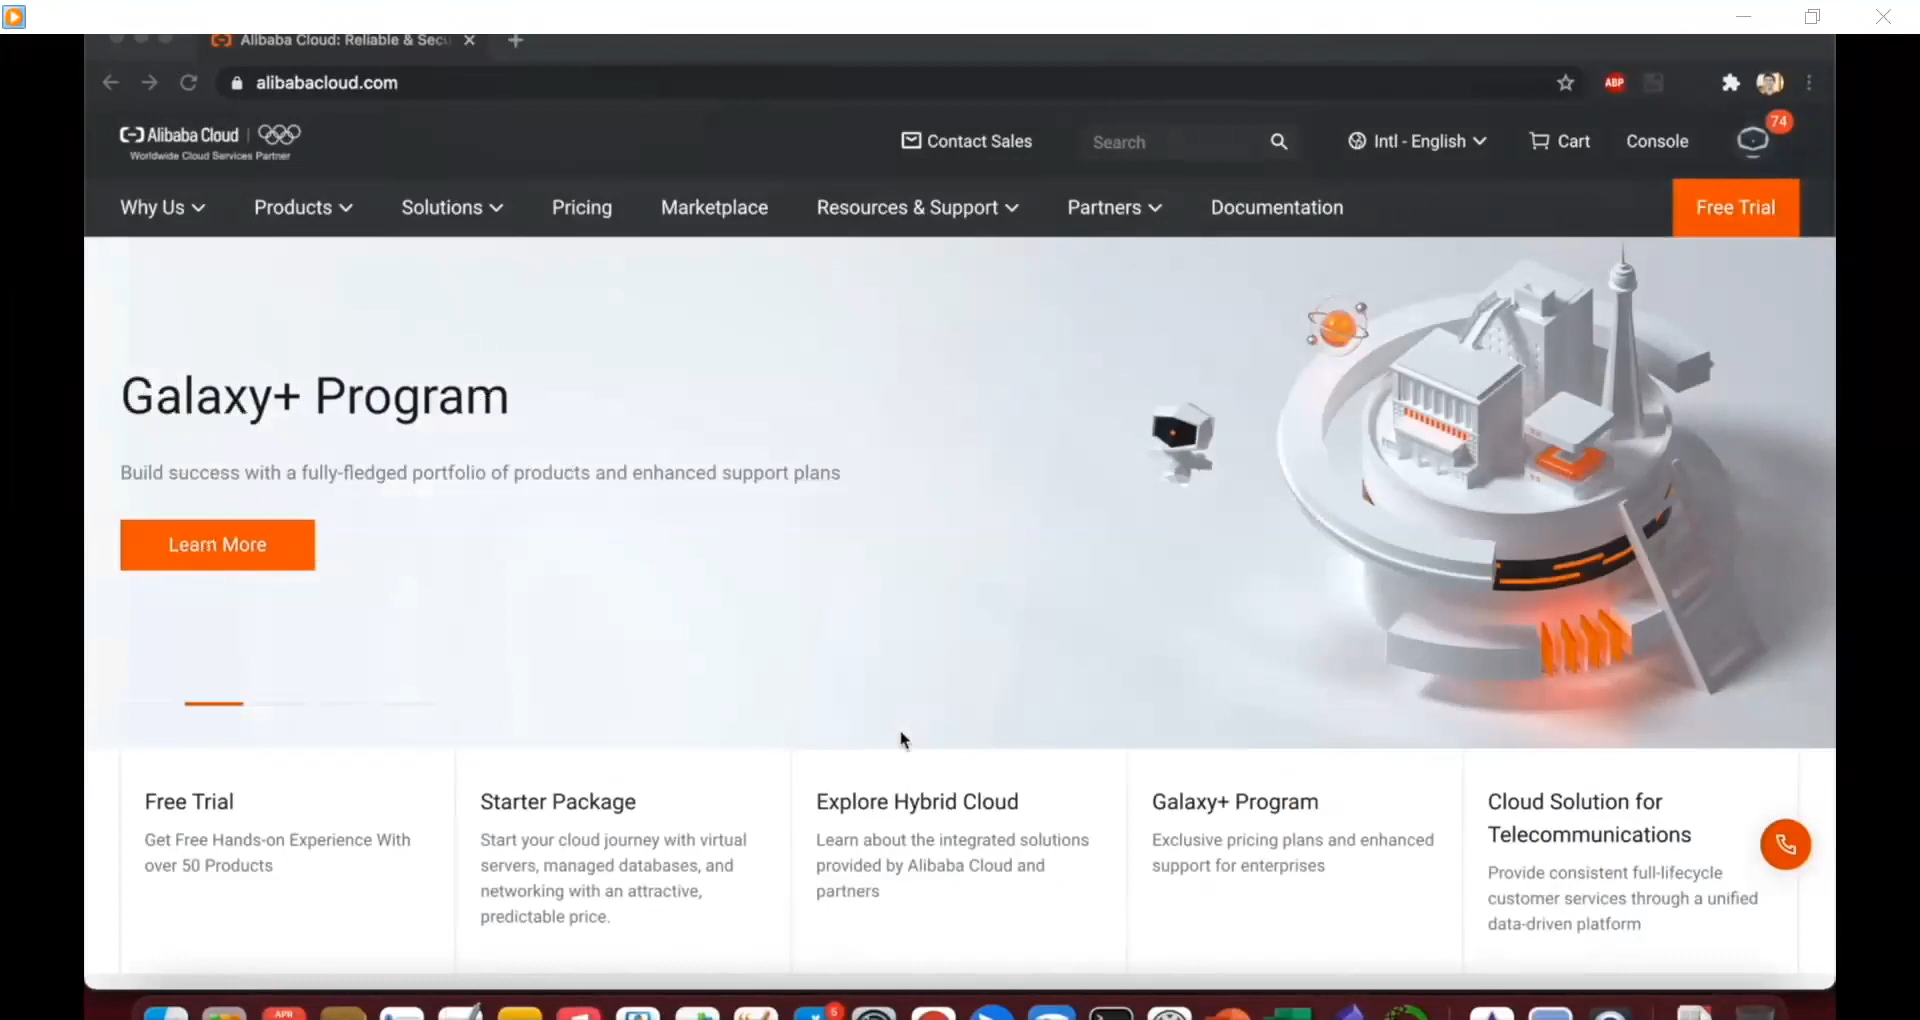 Alibaba Cloud: Reliable & Secu
alibabacloud.com
ABP
Alibaba Cloud
Worldwide Cloud Services Partner
Contact Sales
Search
Intl - English
Cart
Console
74
Why Us
Products
Solutions
Pricing
Marketplace
Resources & Support
Partners
Documentation
Free Trial
Galaxy+ Program
Build success with a fully-fledged portfolio of products and enhanced support plans
Learn More
Free Trial
Get Free Hands-on Experience With
over 50 Products
Starter Package
Start your cloud journey with virtual
servers, managed databases, and
networking with an attractive,
predictable price.
Explore Hybrid Cloud
Learn about the integrated solutions
provided by Alibaba Cloud and
partners
Galaxy+ Program
Exclusive pricing plans and enhanced
support for enterprises
Cloud Solution for
Telecommunications
Provide consistent full-lifecycle
customer services through a unified
data-driven platform
APR
6